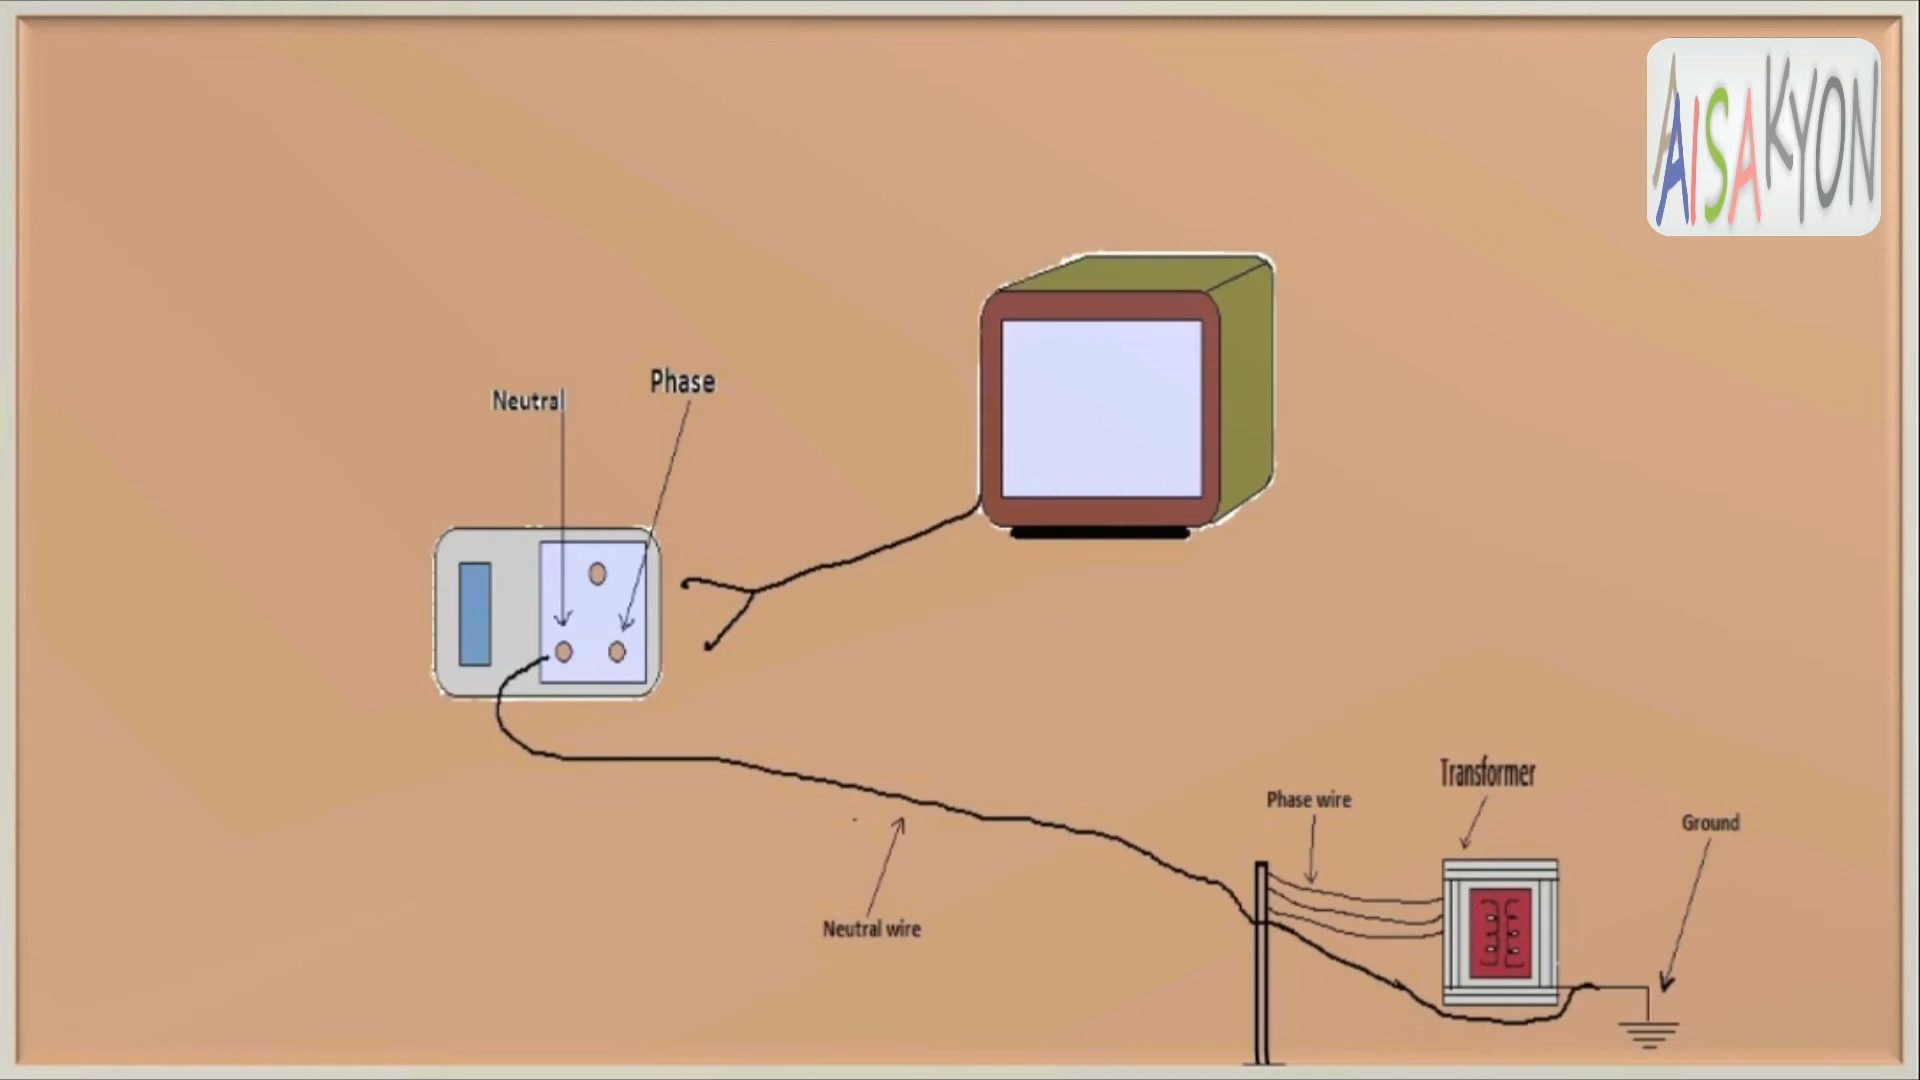 AISAKYON
Phase
Neutral
Transformer
Phase wire
Ground
Neutral wire